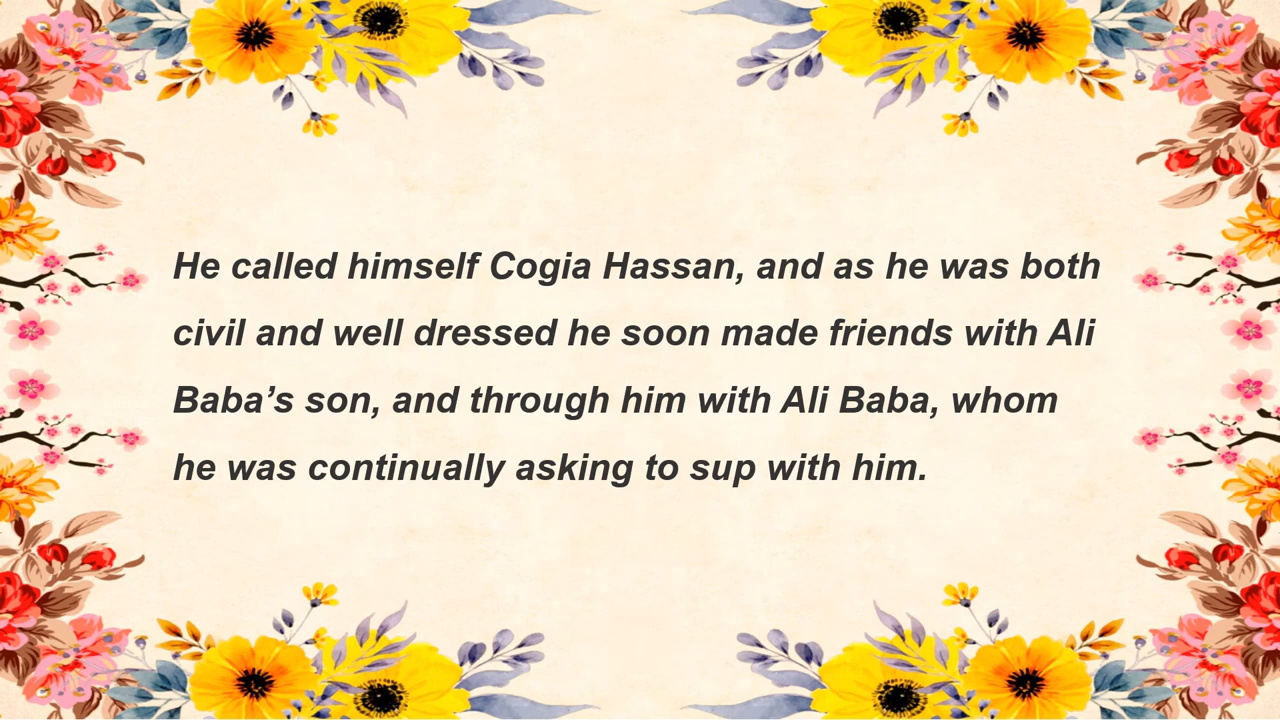 He called himself Cogia Hassan, and as he was both
civil and well dressed he soon made friends with Ali
Baba’s son, and through him with Ali Baba, whom
he was continually asking to sup with him.